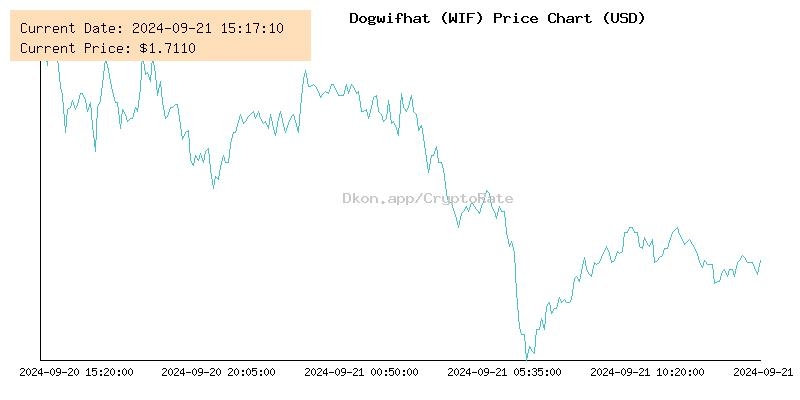 Dogwifhat (WIF) Price Chart (USD)
Current Date: 2024-09-21 15:17:10
Current Price: $1.7110
Dkon.app/CryptoRate
2024-09-20 15:20:00 2024-09-20 20:05:00 2024-09-21 00:50:00 2024-09-21 05:35:00 2024-09-21 10:20:00 2024-09-21